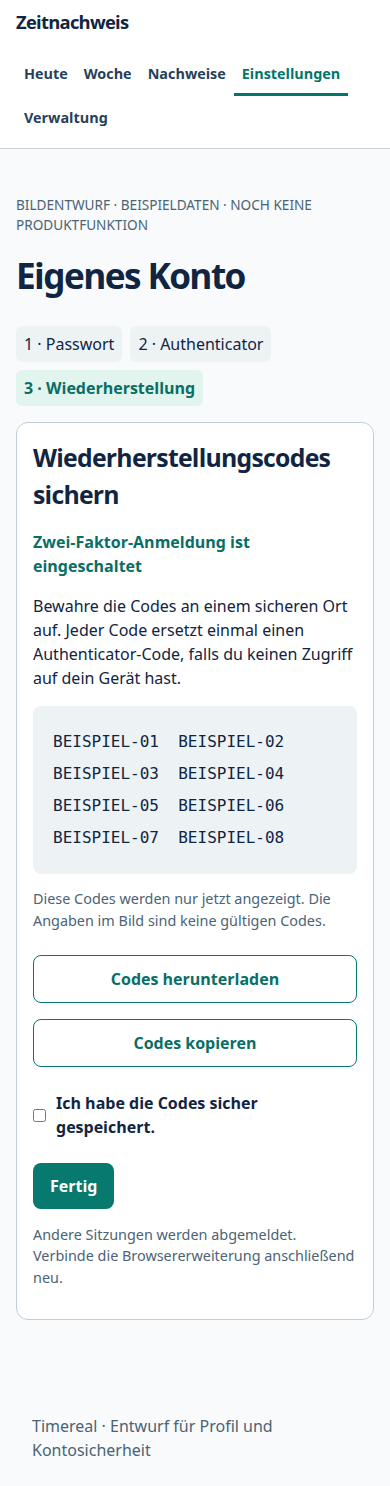 Zeitnachweis
Heute Woche Nachweise Einstellungen
Verwaltung
BILDENTWURF · BEISPIELDATEN · NOCH KEINE
PRODUKTFUNKTION
Eigenes Konto
1 · Passwort 2 · Authenticator
3 · Wiederherstellung
Wiederherstellungscodes
sichern
Zwei-Faktor-Anmeldung ist
eingeschaltet
Bewahre die Codes an einem sicheren Ort
auf. Jeder Code ersetzt einmal einen
Authenticator-Code, falls du keinen Zugriff
auf dein Gerät hast.
BEISPIEL-01 BEISPIEL-02
BEISPIEL-03 BEISPIEL-04
BEISPIEL-05 BEISPIEL-06
BEISPIEL-07 BEISPIEL-08
Diese Codes werden nur jetzt angezeigt. Die
Angaben im Bild sind keine gültigen Codes.
Codes herunterladen
Codes kopieren
Ich habe die Codes sicher
gespeichert.
Fertig
Andere Sitzungen werden abgemeldet.
Verbinde die Browsererweiterung anschließend
neu.
Timereal · Entwurf für Profil und
Kontosicherheit